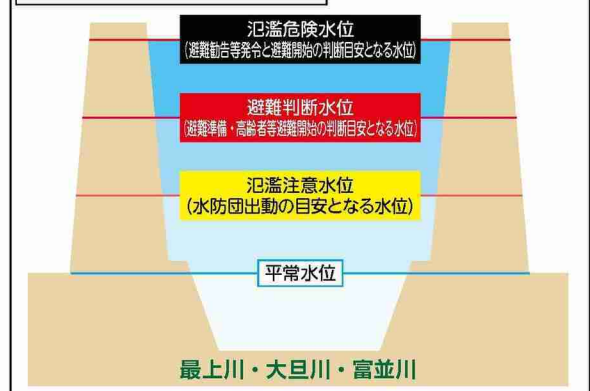 氾濫危険水位
(避難勧告等発令と避難開始の判断目安となる水位)
避難判断水位
(避難準備・高齢者等避難開始の判断目安となる水位)
氾濫注意水位
(水防団出動の目安となる水位)
平常水位
最上川・大旦川・富並川